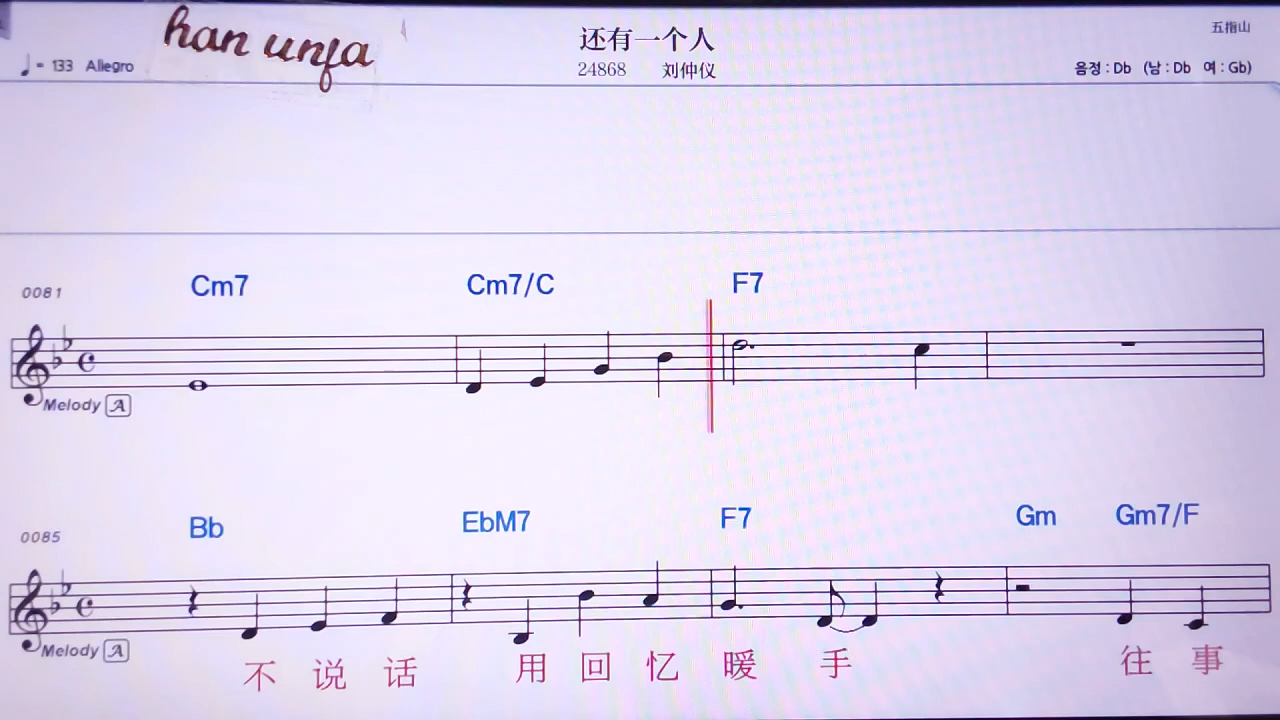 han unfa
还有一个人
五指山
♩ = 133 Allegro
24868 刘仲仪
음정 : Db (남 : Db 여 : Gb)
Cm7 Cm7/C F7
0081
Melody A
Bb EbM7 F7 Gm Gm7/F
0085
Melody A
不 说 话 用 回 忆 暖 手 往 事